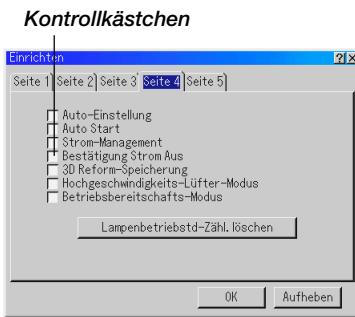 Kontrollkästchen
Einrichten
Seite 1 Seite 2 Seite 3 Seite 4 Seite 5
Auto-Einstellung
Auto Start
Strom-Management
Bestätigung Strom Aus
3D Reform-Speicherung
Hochgeschwindigkeits-Lüfter-Modus
Betriebsbereitschafts-Modus
Lampenbetriebstd-Zähl. löschen
OK Aufheben